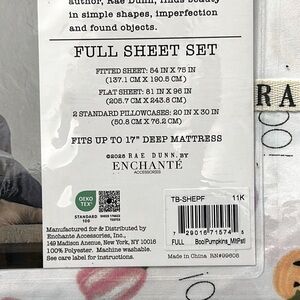 author, Rae Dunn, finds beauty
in simple shapes, imperfection
and found objects.
FULL SHEET SET
FITTED SHEET: 54 IN X 75 IN
(137.1 CM X 190.5 CM)
FLAT SHEET: 81 IN X 96 IN
(205.7 CM X 243.8 CM)
2 STANDARD PILLOWCASES: 20 IN X 30 IN
(50.8 CM X 76.2 CM)
FITS UP TO 17" DEEP MATTRESS
©2025 RAE DUNN. BY
ENCHANTÉ
ACCESSORIES
OEKO
TEX®
STANDARD
100
Manufactured for & Distributed by
Enchante Accessories, Inc.,
149 Madison Avenue, New York, NY 10016
100% Polyester. Machine washable.
See care label for instructions.
TB-SHEPF 11K
FULL
Made in China RN#99608
RA